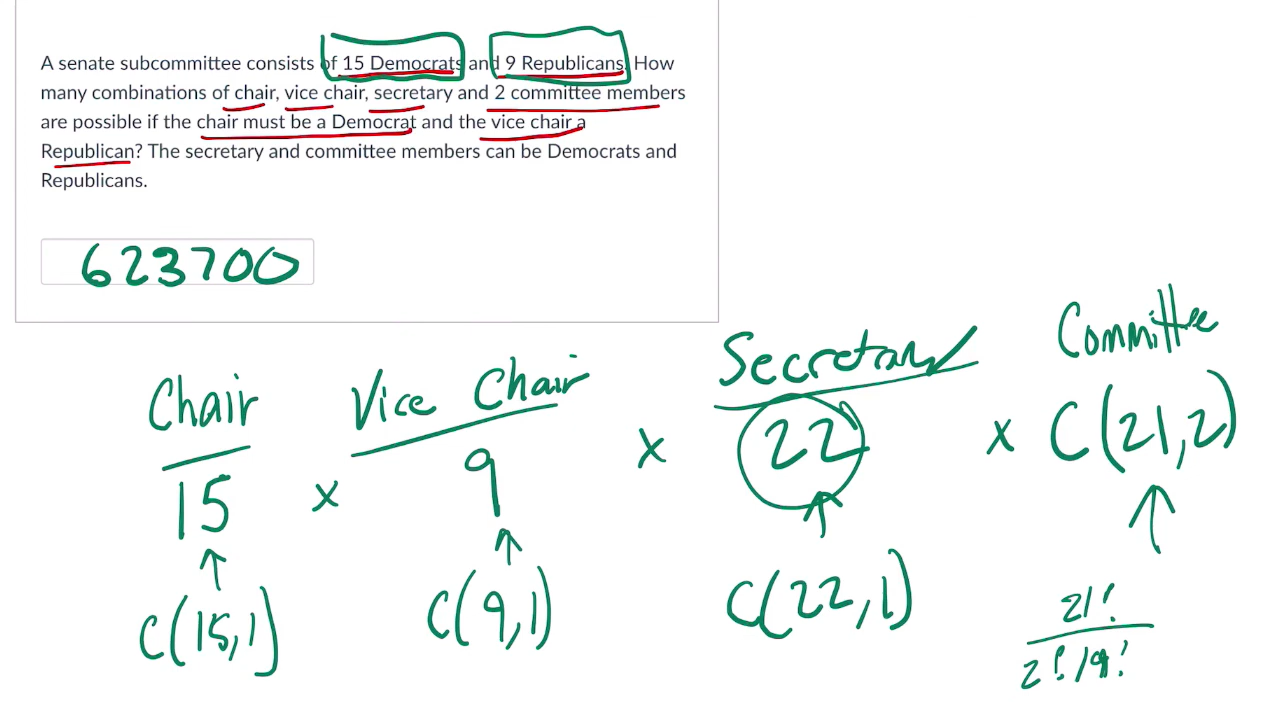 A senate subcommittee consists of 15 Democrats and 9 Republicans. How
many combinations of chair, vice chair, secretary and 2 committee members
are possible if the chair must be a Democrat and the vice chair a
Republican? The secretary and committee members can be Democrats and
Republicans.
623700
Chair Vice Chair Secretary Committee
15 x 9 x 22 x C(21,2)
C(15,1) C(9,1) C(22,1)
21!
2! 19!